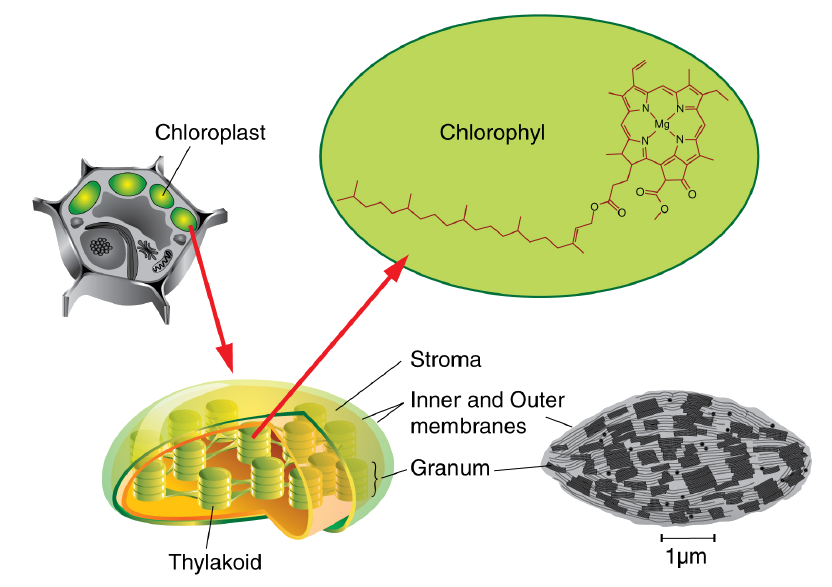 Chloroplast
Chlorophyl
Mg
N
N
N
N
O
O
O
O
O
Stroma
Inner and Outer
membranes
Granum
Thylakoid
1µm